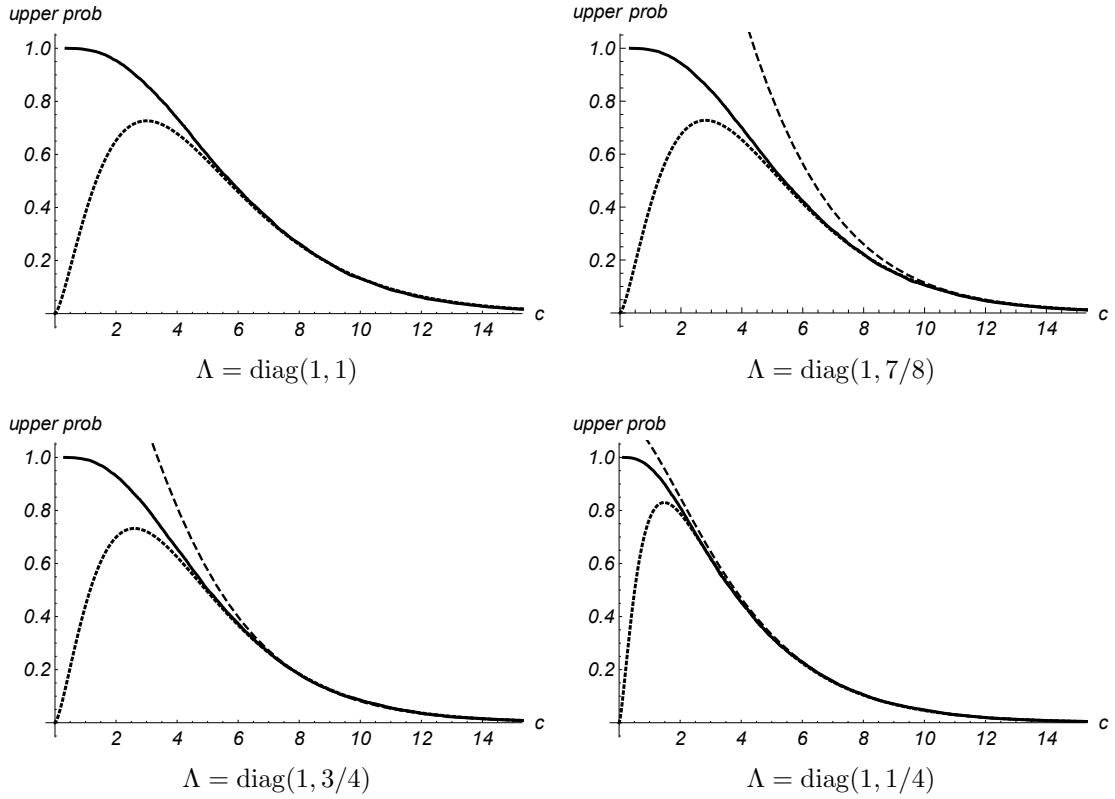 upper prob
1.0
0.8
0.6
0.4
0.2
2 4 6 8 10 12 14 c
Λ = diag(1, 1)
upper prob
1.0
0.8
0.6
0.4
0.2
2 4 6 8 10 12 14 c
Λ = diag(1, 7/8)
upper prob
1.0
0.8
0.6
0.4
0.2
2 4 6 8 10 12 14 c
Λ = diag(1, 3/4)
upper prob
1.0
0.8
0.6
0.4
0.2
2 4 6 8 10 12 14 c
Λ = diag(1, 1/4)